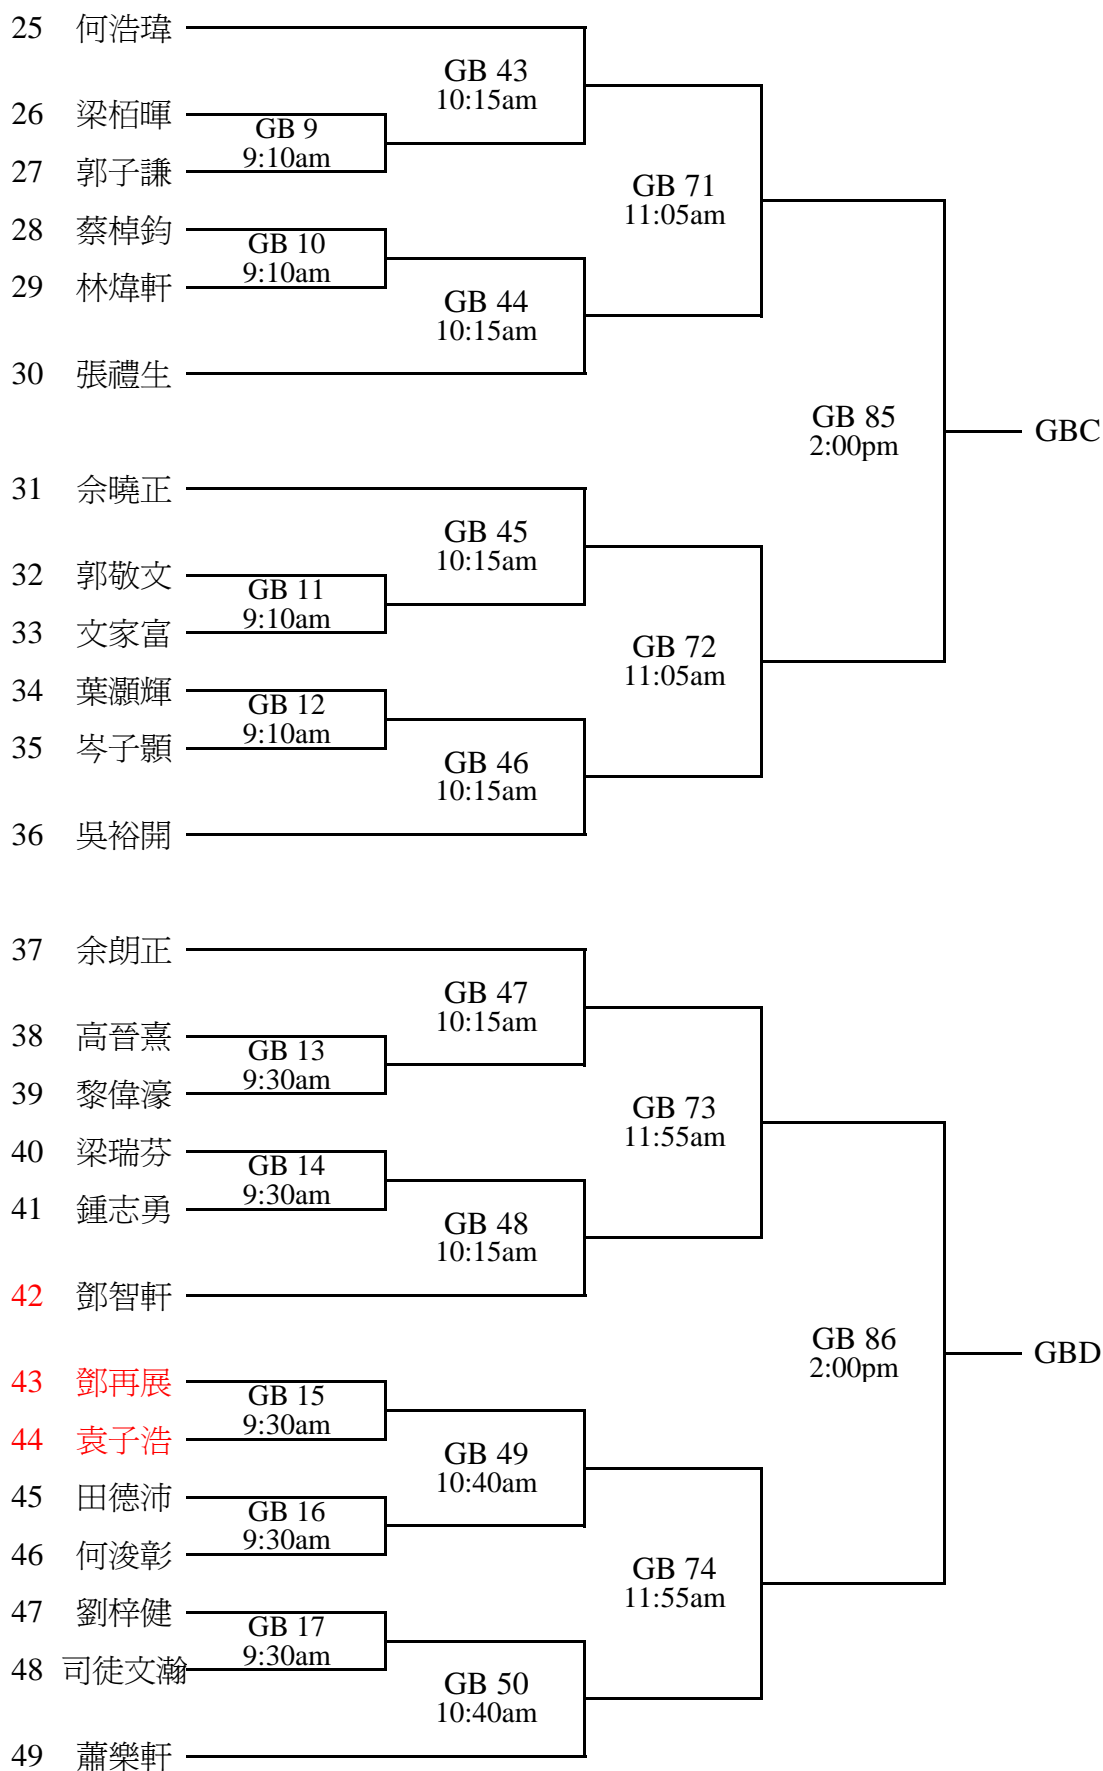 25 何浩瑋
GB 43
10:15am
26 梁栢暉
GB 9
9:10am
27 郭子謙
GB 71
11:05am
28 蔡棹鈞
GB 10
9:10am
29 林煒軒
GB 44
10:15am
30 張禮生
GB 85
2:00pm
GBC
31 佘曉正
GB 45
10:15am
32 郭敬文
GB 11
9:10am
33 文家富
GB 72
11:05am
34 葉灝輝
GB 12
9:10am
35 岑子顥
GB 46
10:15am
36 吳裕開
37 余朗正
GB 47
10:15am
38 高晉熹
GB 13
9:30am
39 黎偉濠
GB 73
11:55am
40 梁瑞芬
GB 14
9:30am
41 鍾志勇
GB 48
10:15am
42 鄧智軒
GB 86
2:00pm
GBD
43 鄧再展
GB 15
9:30am
44 袁子浩
GB 49
10:40am
45 田德沛
GB 16
9:30am
46 何浚彰
GB 74
11:55am
47 劉梓健
GB 17
9:30am
48 司徒文瀚
GB 50
10:40am
49 蕭樂軒